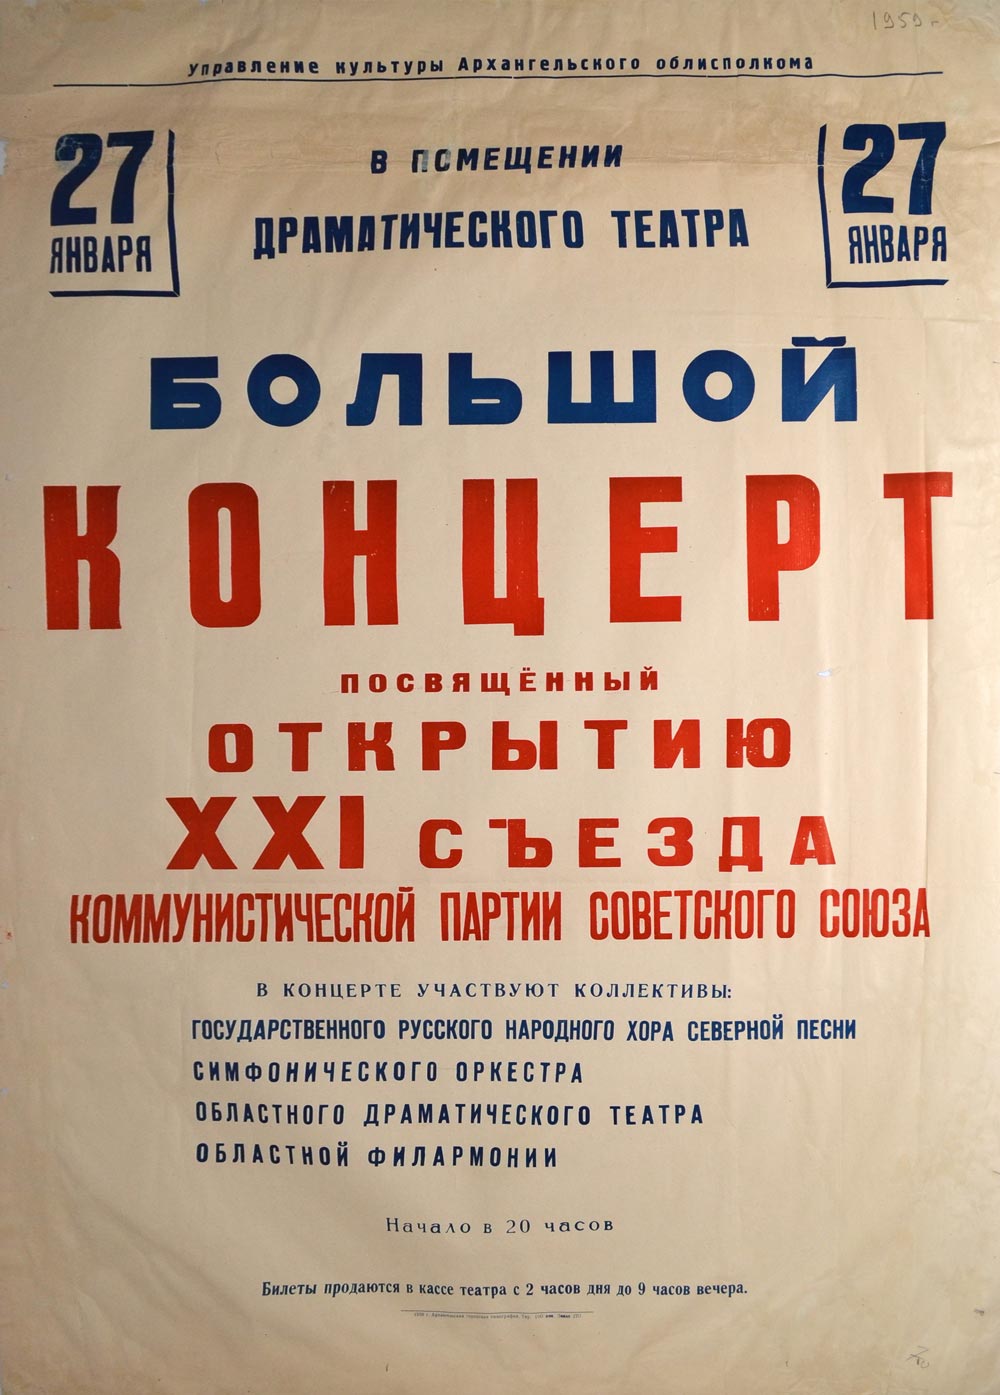 1959 г
Управление культуры Архангельского облисполкома
27
ЯНВАРЯ
В ПОМЕЩЕНИИ
ДРАМАТИЧЕСКОГО ТЕАТРА
27
ЯНВАРЯ
БОЛЬШОЙ
КОНЦЕРТ
ПОСВЯЩЁННЫЙ
ОТКРЫТИЮ
XXI СЪЕЗДА
КОММУНИСТИЧЕСКОЙ ПАРТИИ СОВЕТСКОГО СОЮЗА
В КОНЦЕРТЕ УЧАСТВУЮТ КОЛЛЕКТИВЫ:
ГОСУДАРСТВЕННОГО РУССКОГО НАРОДНОГО ХОРА СЕВЕРНОЙ ПЕСНИ
СИМФОНИЧЕСКОГО ОРКЕСТРА
ОБЛАСТНОГО ДРАМАТИЧЕСКОГО ТЕАТРА
ОБЛАСТНОЙ ФИЛАРМОНИИ
Начало в 20 часов
Билеты продаются в кассе театра с 2 часов дня до 9 часов вечера.